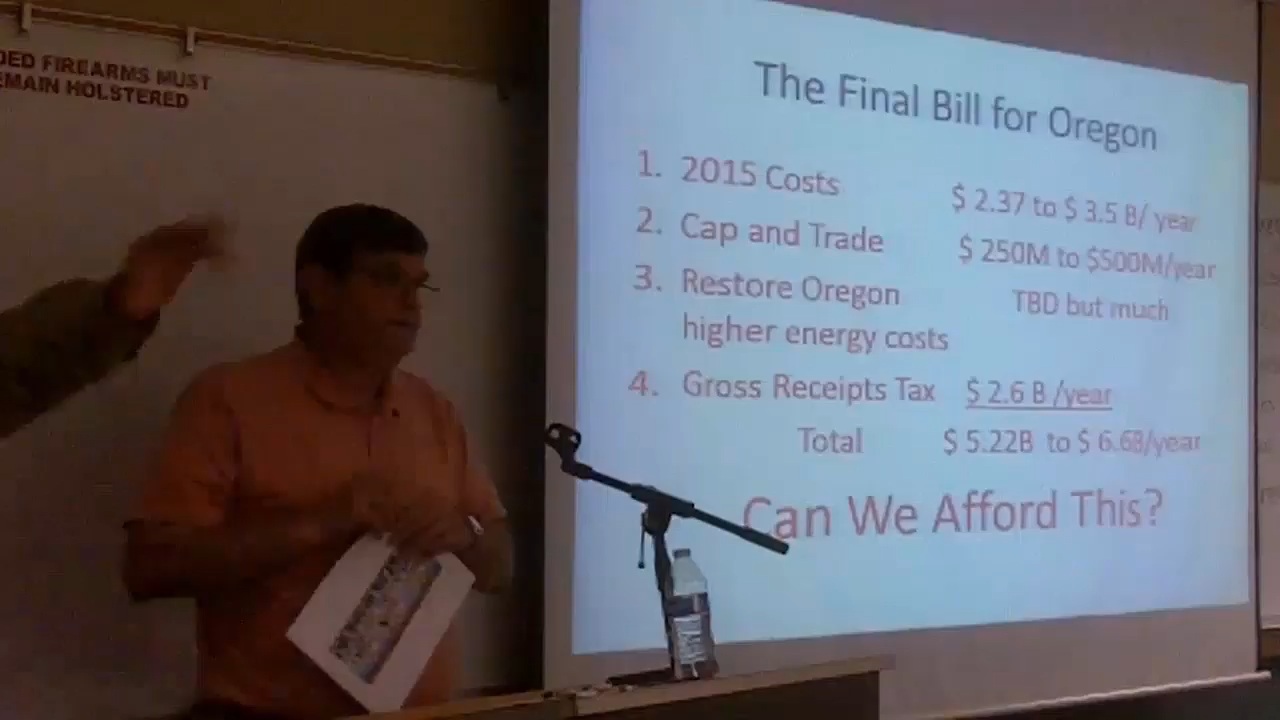 DED FIREARMS MUST
EMAIN HOLSTERED
The Final Bill for Oregon
1. 2015 Costs $ 2.37 to $ 3.5 B/ year
2. Cap and Trade $ 250M to $500M/year
3. Restore Oregon TBD but much
higher energy costs
4. Gross Receipts Tax $ 2.6 B /year
Total $ 5.22B to $ 6.6B/year
Can We Afford This?